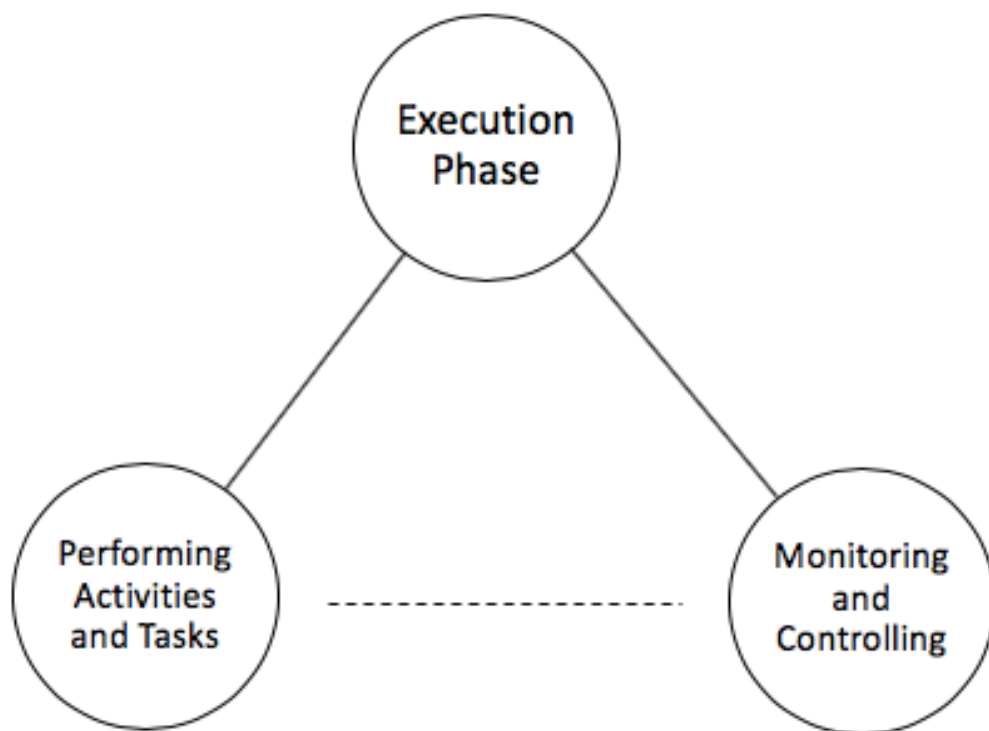 Execution
Phase
Performing
Activities
and Tasks
Monitoring
and
Controlling